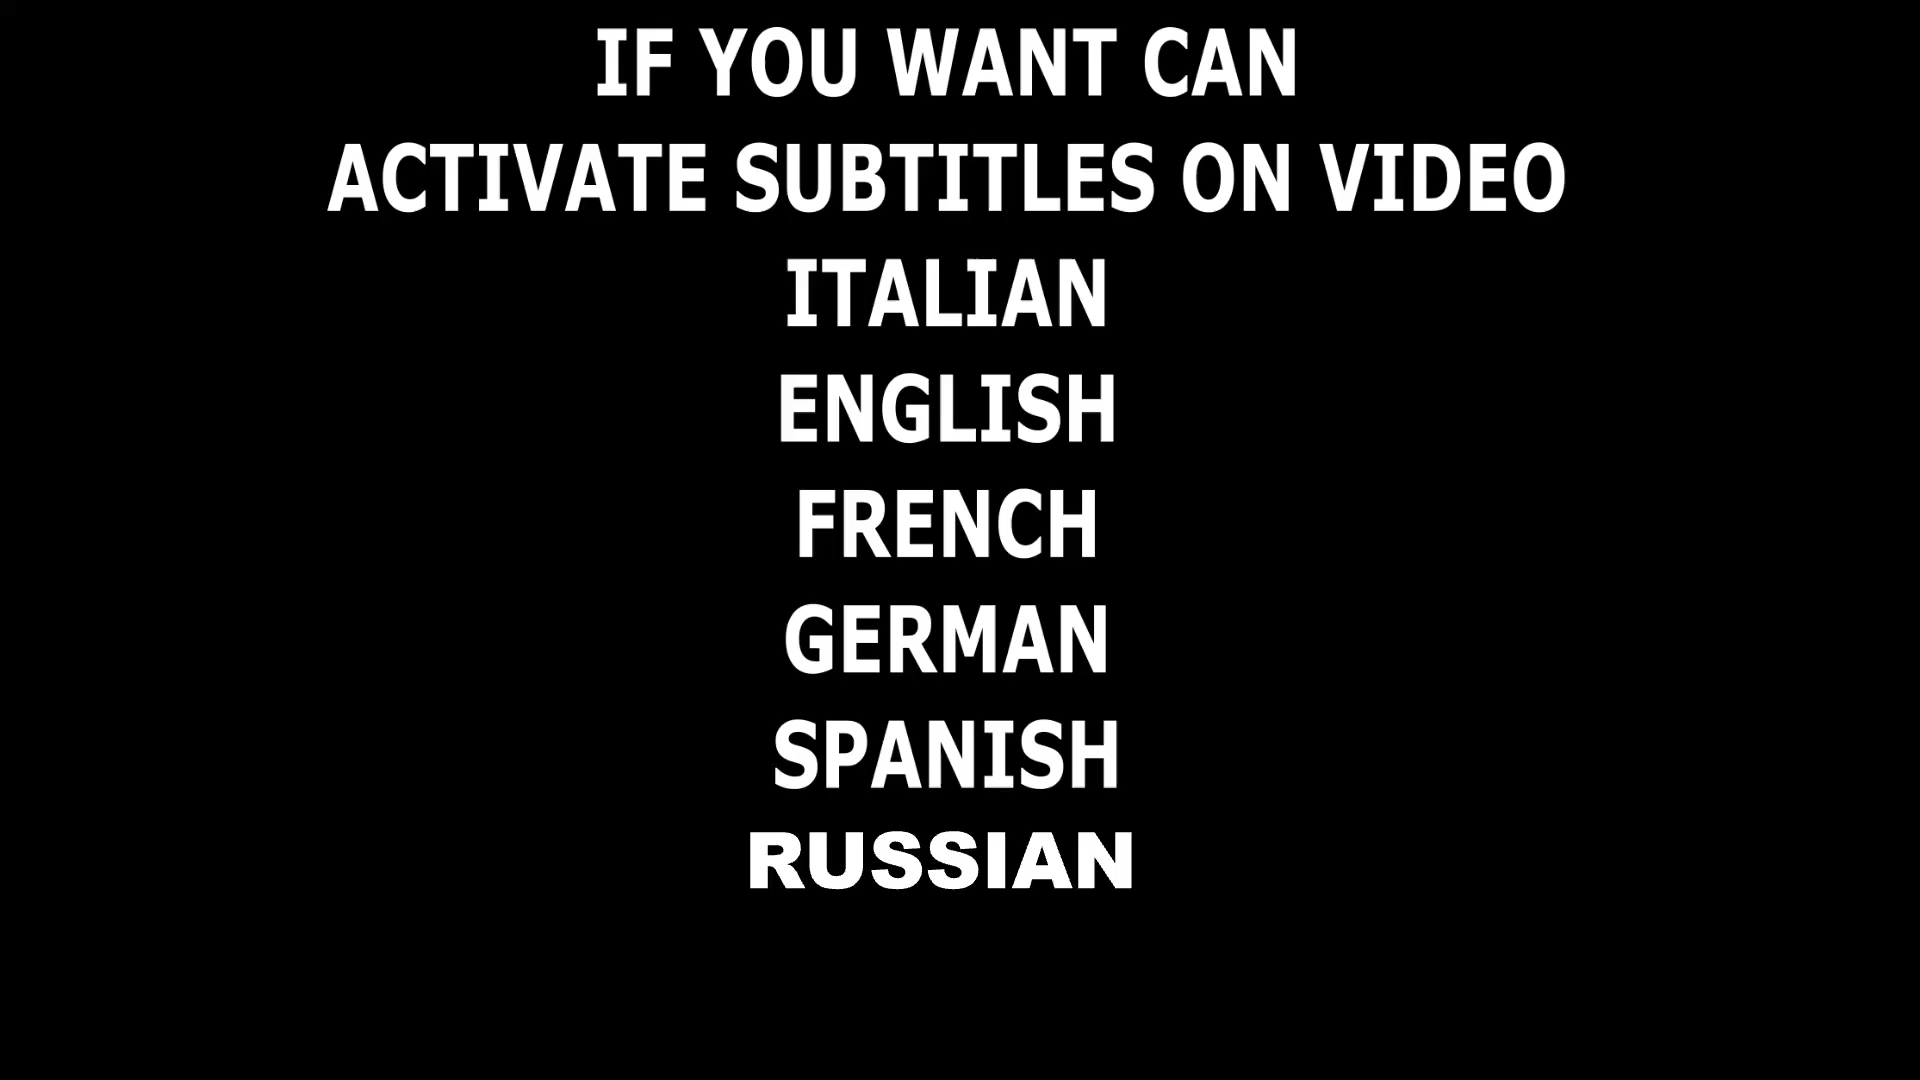 IF YOU WANT CAN
ACTIVATE SUBTITLES ON VIDEO
ITALIAN
ENGLISH
FRENCH
GERMAN
SPANISH
RUSSIAN